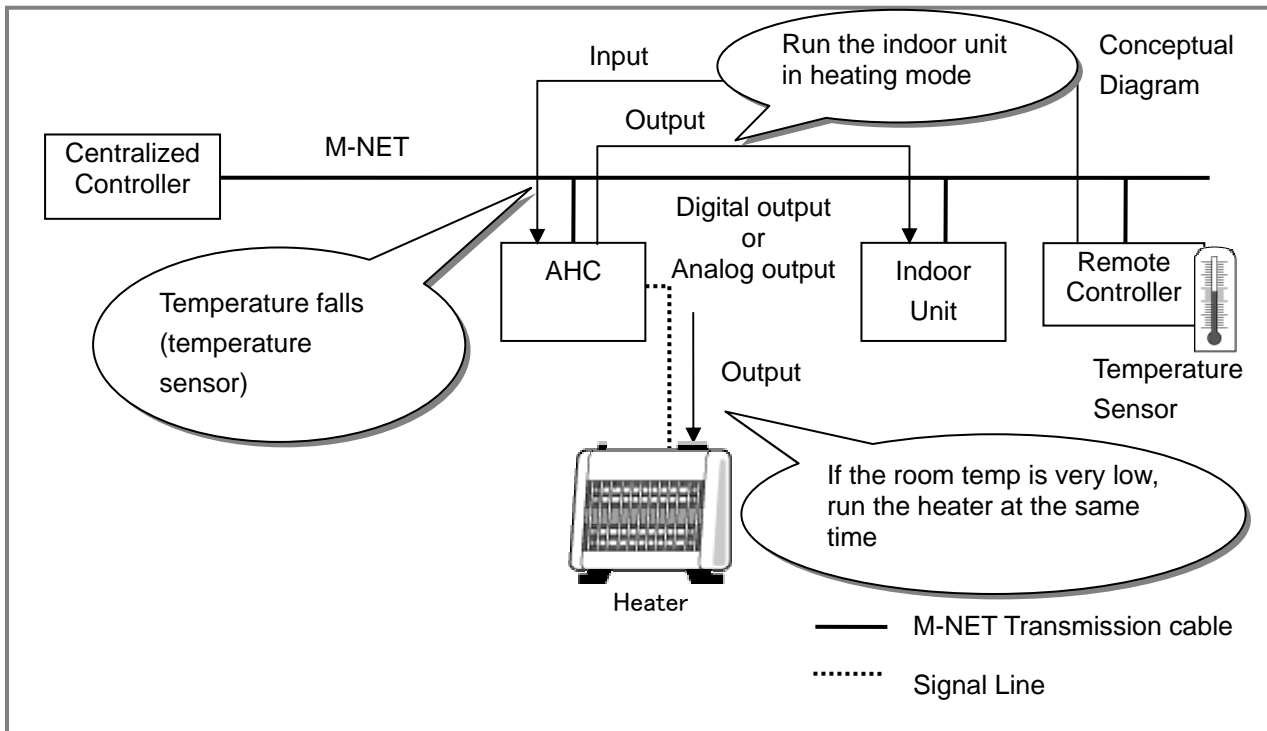 Input
Run the indoor unit
in heating mode
Conceptual
Diagram
Output
M-NET
Centralized
Controller
Digital output
or
Analog output
AHC
Indoor
Unit
Remote
Controller
Temperature falls
(temperature
sensor)
Output
Temperature
Sensor
If the room temp is very low,
run the heater at the same
time
Heater
M-NET Transmission cable
Signal Line